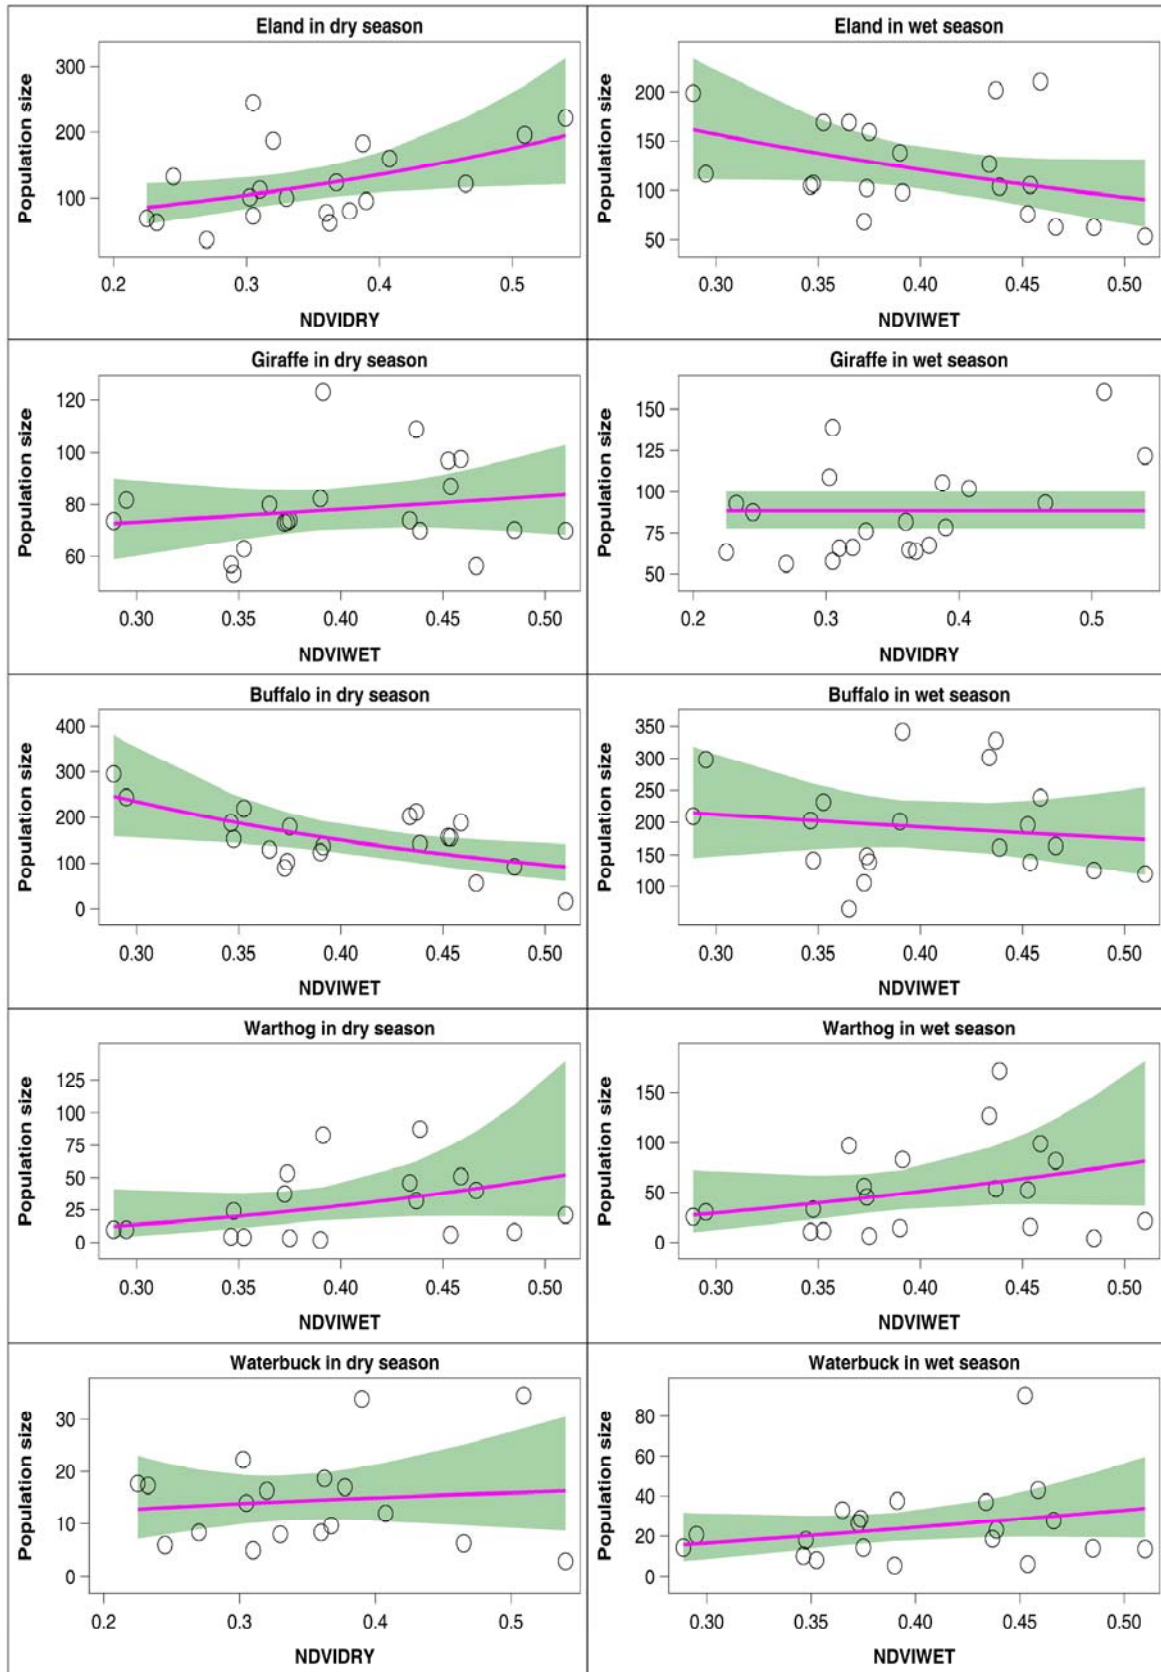 Eland in dry season
Population size
300
200
100
0.2 0.3 0.4 0.5
NDVIDRY
Eland in wet season
Population size
200
150
100
50
0.30 0.35 0.40 0.45 0.50
NDVIWET
Giraffe in dry season
Population size
120
100
80
60
0.30 0.35 0.40 0.45 0.50
NDVIWET
Giraffe in wet season
Population size
150
125
100
75
50
0.2 0.3 0.4 0.5
NDVIDRY
Buffalo in dry season
Population size
400
300
200
100
0
0.30 0.35 0.40 0.45 0.50
NDVIWET
Buffalo in wet season
Population size
350
300
250
200
150
100
0.30 0.35 0.40 0.45 0.50
NDVIWET
Warthog in dry season
Population size
125
100
75
50
25
0
0.30 0.35 0.40 0.45 0.50
NDVIWET
Warthog in wet season
Population size
150
100
50
0
0.30 0.35 0.40 0.45 0.50
NDVIWET
Waterbuck in dry season
Population size
30
20
10
0
0.2 0.3 0.4 0.5
NDVIDRY
Waterbuck in wet season
Population size
80
60
40
20
0
0.30 0.35 0.40 0.45 0.50
NDVIWET